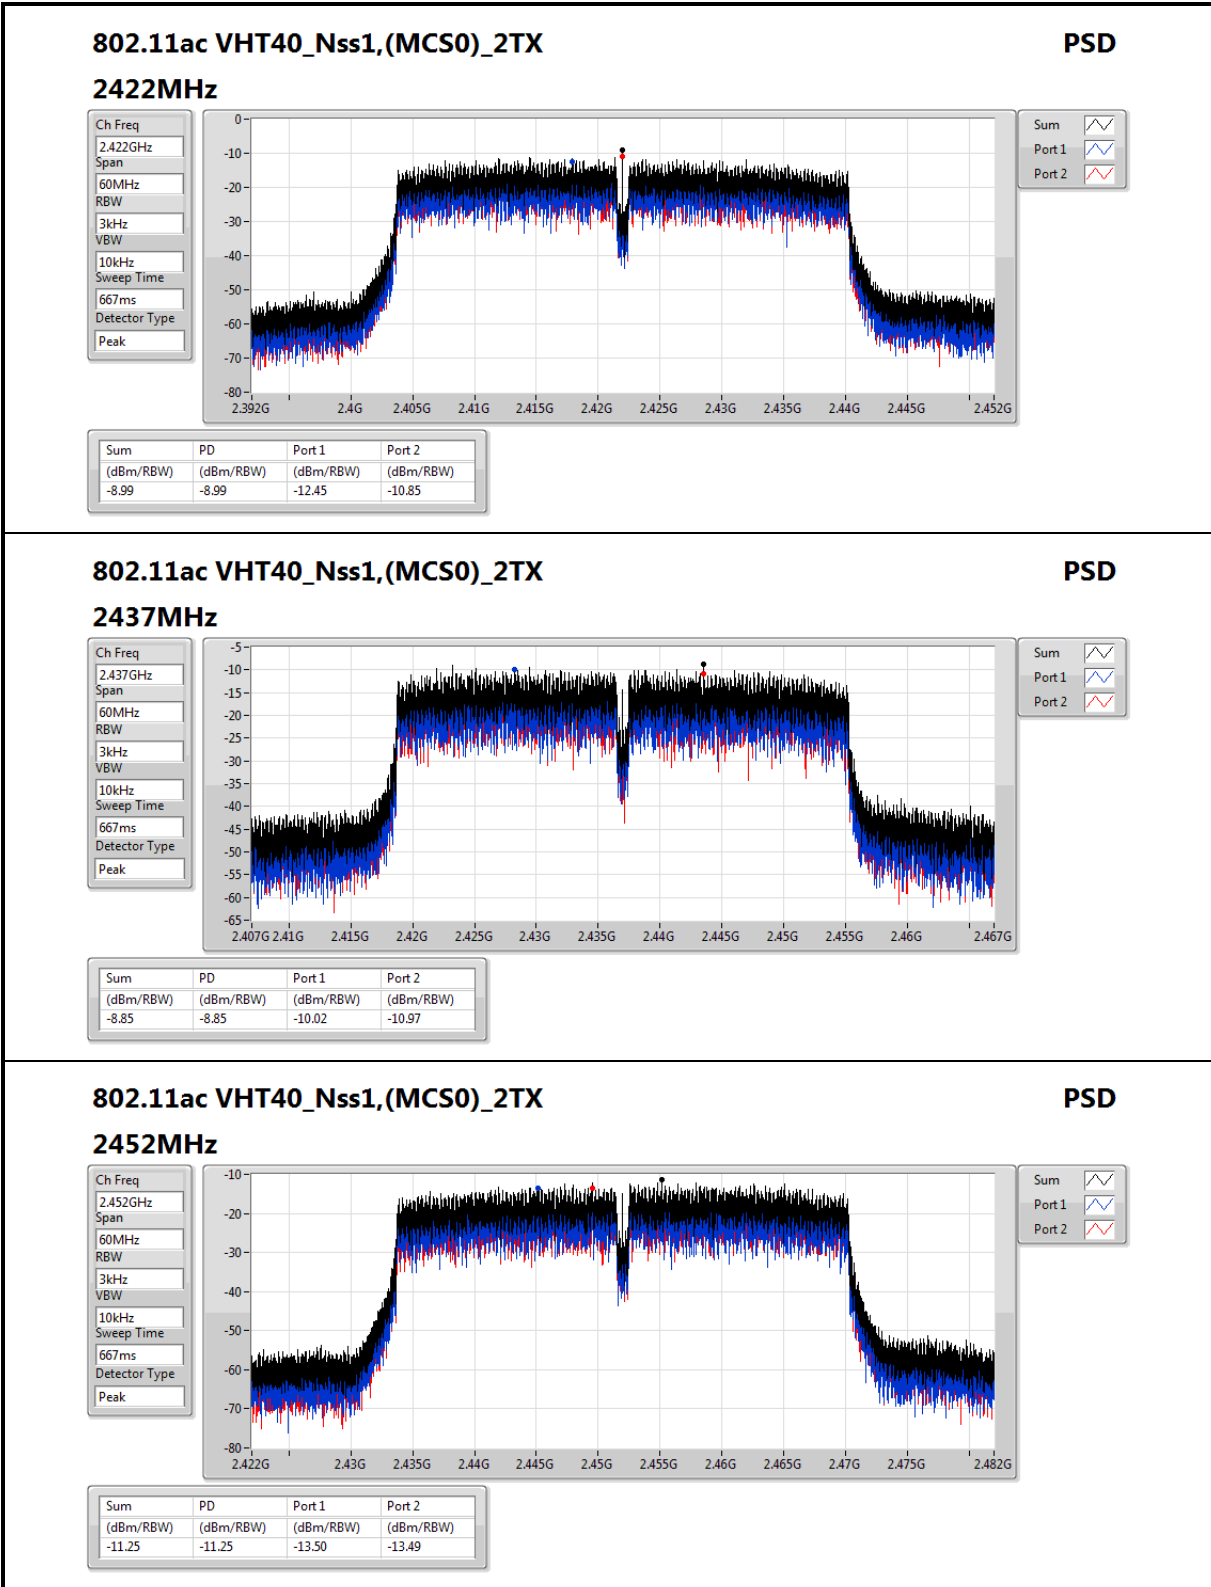 802.11ac VHT40_Nss1,(MCS0)_2TX PSD
2422MHz
Ch Freq
2.422GHz
Span
60MHz
RBW
3kHz
VBW
10kHz
Sweep Time
667ms
Detector Type
Peak
0
-10
-20
-30
-40
-50
-60
-70
-80
2.392G 2.4G 2.405G 2.41G 2.415G 2.42G 2.425G 2.43G 2.435G 2.44G 2.445G 2.452G
Sum
Port 1
Port 2
Sum PD Port 1 Port 2
(dBm/RBW) (dBm/RBW) (dBm/RBW) (dBm/RBW)
-8.99 -8.99 -12.45 -10.85
802.11ac VHT40_Nss1,(MCS0)_2TX PSD
2437MHz
Ch Freq
2.437GHz
Span
60MHz
RBW
3kHz
VBW
10kHz
Sweep Time
667ms
Detector Type
Peak
-5
-10
-15
-20
-25
-30
-35
-40
-45
-50
-55
-60
-65
2.407G 2.41G 2.415G 2.42G 2.425G 2.43G 2.435G 2.44G 2.445G 2.45G 2.455G 2.46G 2.467G
Sum
Port 1
Port 2
Sum PD Port 1 Port 2
(dBm/RBW) (dBm/RBW) (dBm/RBW) (dBm/RBW)
-8.85 -8.85 -10.02 -10.97
802.11ac VHT40_Nss1,(MCS0)_2TX PSD
2452MHz
Ch Freq
2.452GHz
Span
60MHz
RBW
3kHz
VBW
10kHz
Sweep Time
667ms
Detector Type
Peak
-10
-20
-30
-40
-50
-60
-70
-80
2.422G 2.43G 2.435G 2.44G 2.445G 2.45G 2.455G 2.46G 2.465G 2.47G 2.475G 2.482G
Sum
Port 1
Port 2
Sum PD Port 1 Port 2
(dBm/RBW) (dBm/RBW) (dBm/RBW) (dBm/RBW)
-11.25 -11.25 -13.50 -13.49